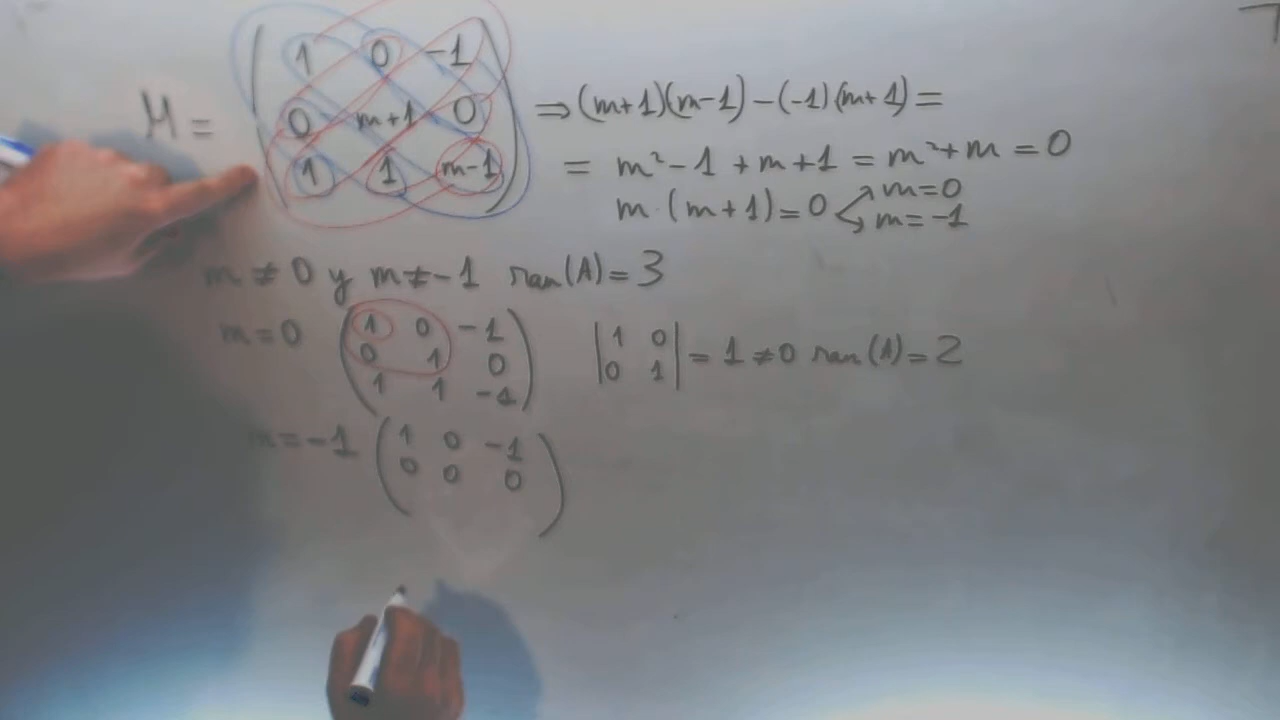 1 0 -1
M = 0 m+1 0 ⇒ (m+1)(m-1) - (-1)(m+1) =
1 1 m-1 = m² - 1 + m + 1 = m² + m = 0
m · (m+1) = 0 m=0
m=-1
m ≠ 0 y m ≠ -1 ran(A) = 3
m = 0 ( 1 0 -1 ) | 1 0 |
0 1 0 | 0 1 | = 1 ≠ 0 ran(A) = 2
1 1 -1
m = -1 ( 1 0 -1 )
0 0 0